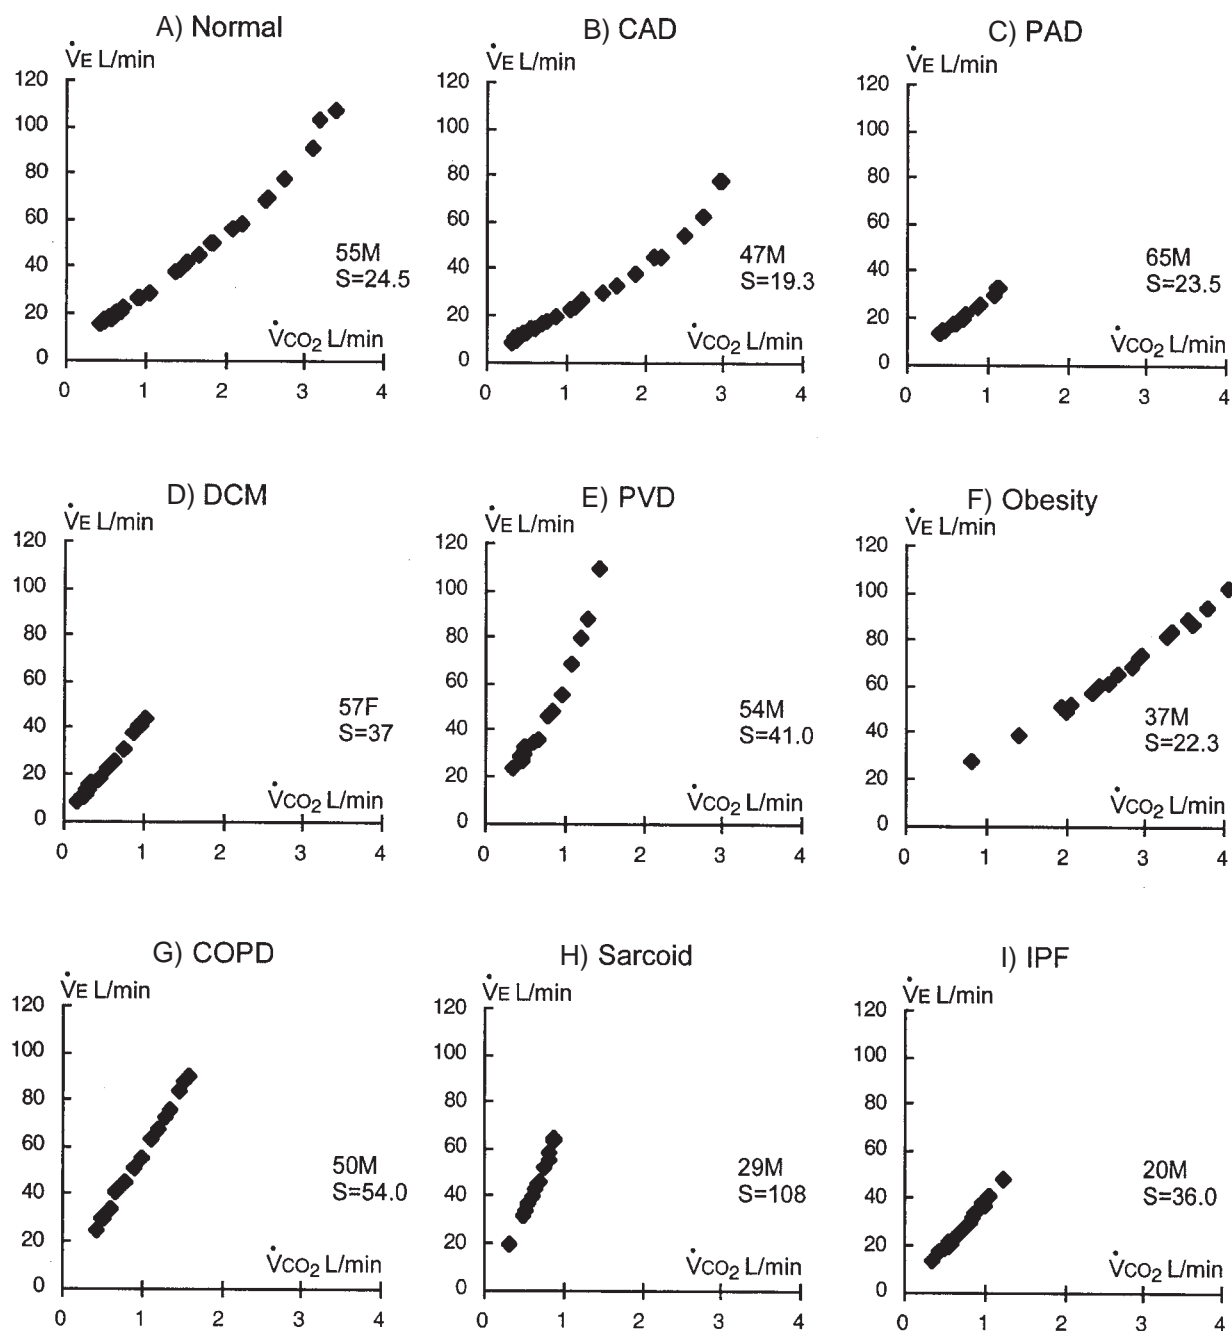 A) Normal
V̇E L/min
120
100
80
60
40
20
0
55M
S=24.5
V̇CO2 L/min
0 1 2 3 4
B) CAD
V̇E L/min
120
100
80
60
40
20
0
47M
S=19.3
V̇CO2 L/min
0 1 2 3 4
C) PAD
V̇E L/min
120
100
80
60
40
20
0
65M
S=23.5
V̇CO2 L/min
0 1 2 3 4
D) DCM
V̇E L/min
120
100
80
60
40
20
0
57F
S=37
V̇CO2 L/min
0 1 2 3 4
E) PVD
V̇E L/min
120
100
80
60
40
20
0
54M
S=41.0
V̇CO2 L/min
0 1 2 3 4
F) Obesity
V̇E L/min
120
100
80
60
40
20
0
37M
S=22.3
V̇CO2 L/min
0 1 2 3 4
G) COPD
V̇E L/min
120
100
80
60
40
20
0
50M
S=54.0
V̇CO2 L/min
0 1 2 3 4
H) Sarcoid
V̇E L/min
120
100
80
60
40
20
0
29M
S=108
V̇CO2 L/min
0 1 2 3 4
I) IPF
V̇E L/min
120
100
80
60
40
20
0
20M
S=36.0
V̇CO2 L/min
0 1 2 3 4